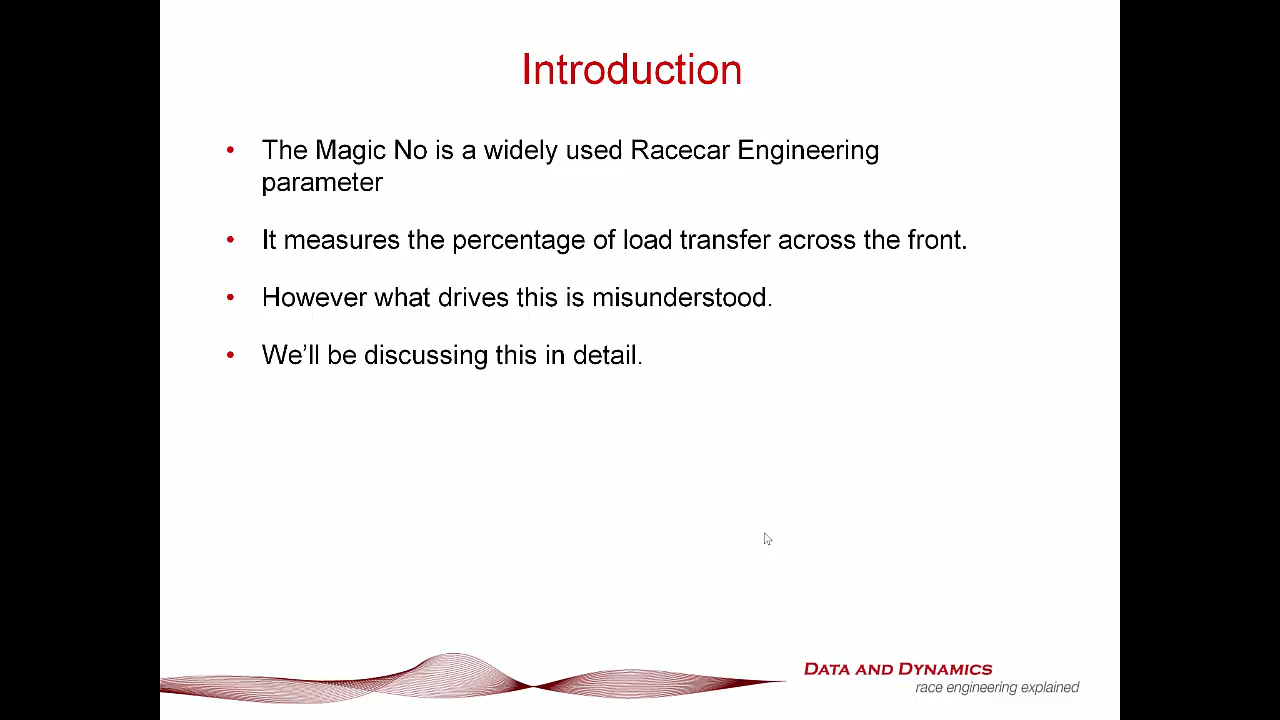 Introduction
• The Magic No is a widely used Racecar Engineering
parameter
• It measures the percentage of load transfer across the front.
• However what drives this is misunderstood.
• We’ll be discussing this in detail.
DATA AND DYNAMICS
race engineering explained